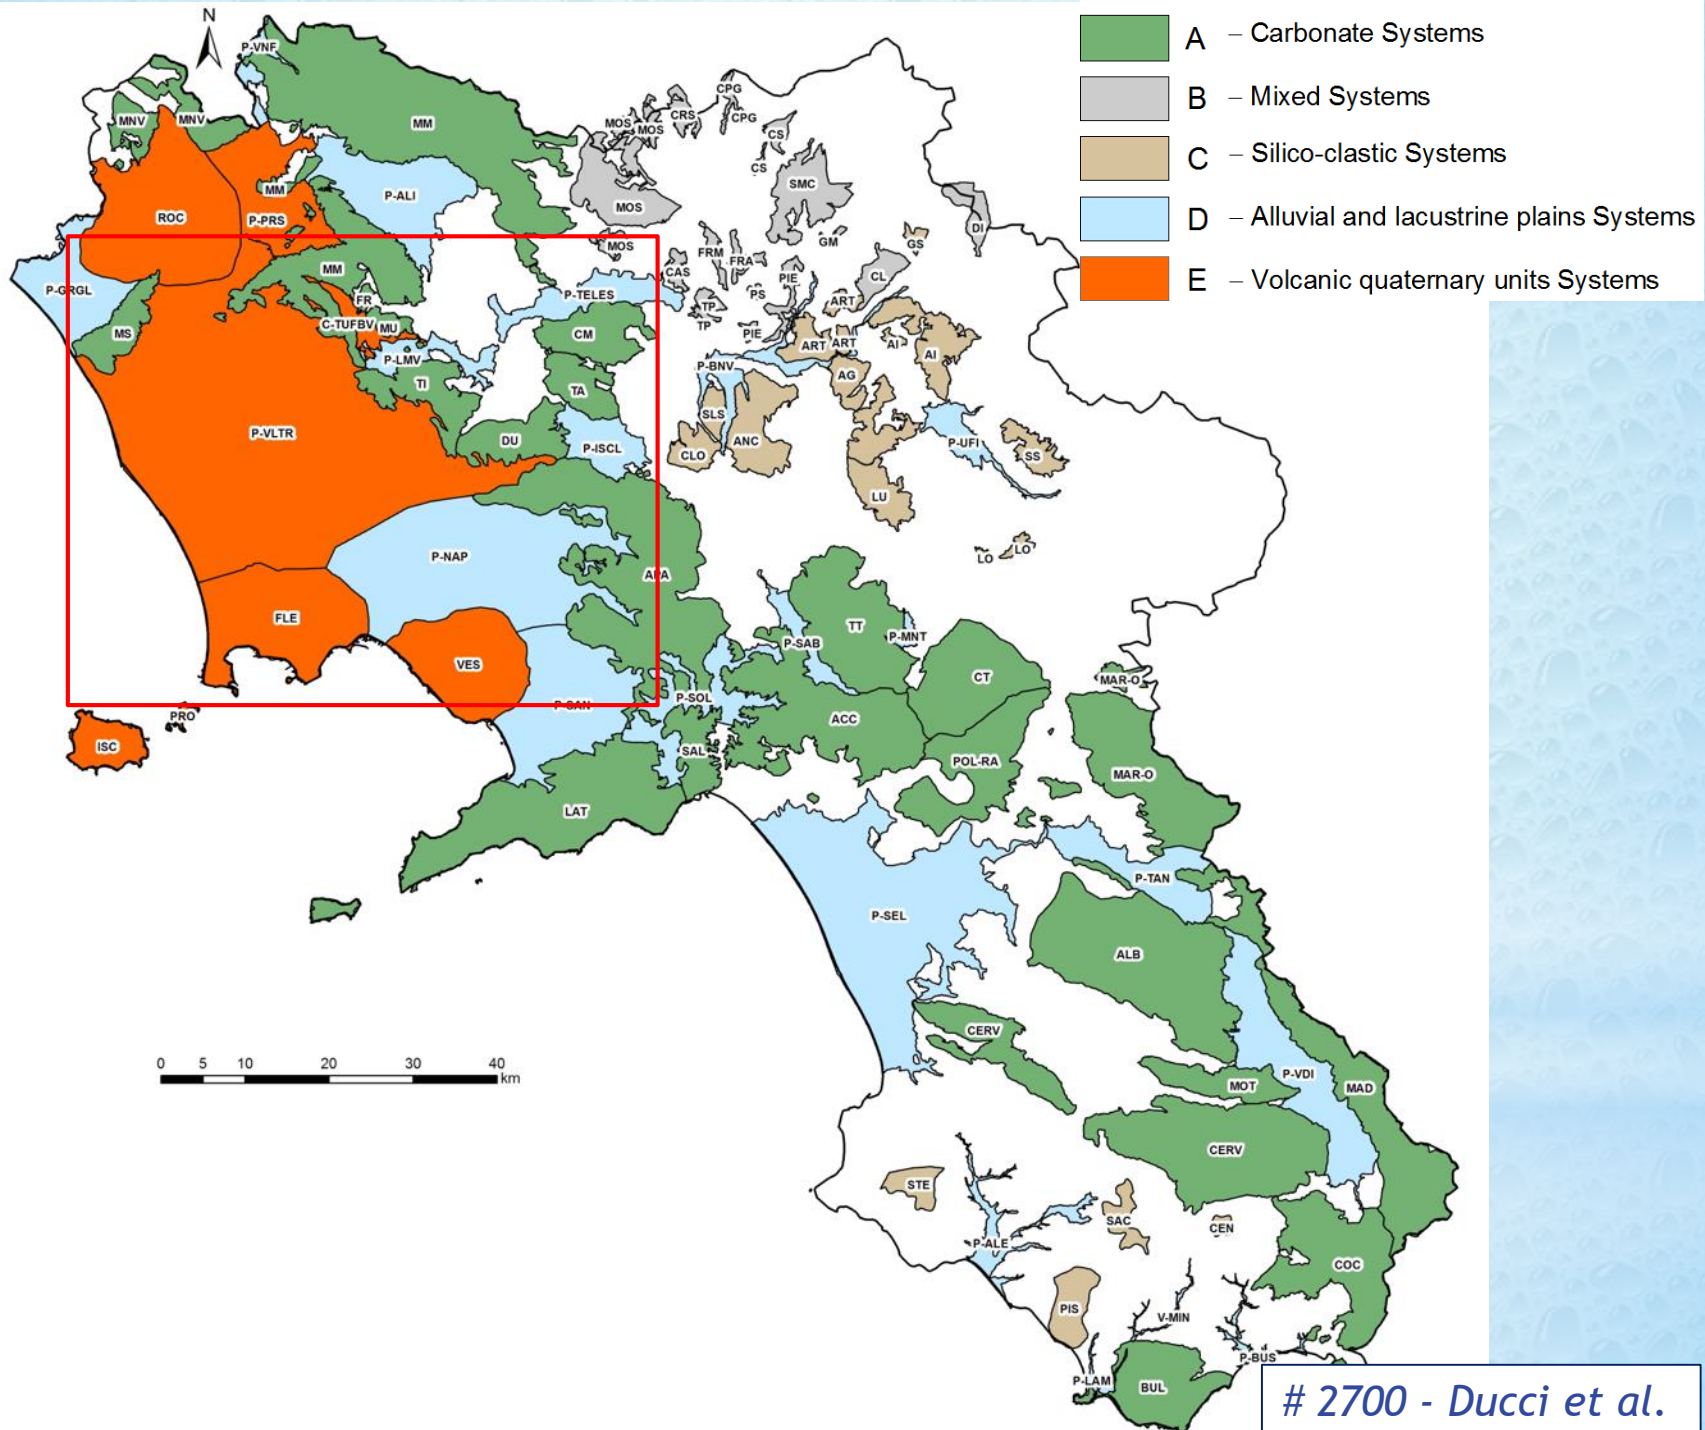 N
A – Carbonate Systems
B – Mixed Systems
C – Silico-clastic Systems
D – Alluvial and lacustrine plains Systems
E – Volcanic quaternary units Systems
P-VNF
MNV
MNV
MM
MOS
MOS
CRS
CPG
CPG
CS
CS
SMC
MOS
MM
P-ALI
ROC
P-PRS
MOS
FRM
FRA
GM
GS
DI
CAS
PIE
CL
MM
P-GRGL
FR
P-TELES
PS
ART
TP
TP
PIE
MS
C-TUFBV
MU
CM
ART
ART
AI
AI
P-LMV
TI
TA
P-BNV
AG
SLS
P-VLTR
DU
P-ISCL
CLO
ANC
P-UFI
SS
LU
P-NAP
APA
LO
LO
FLE
VES
TT
P-SAB
P-MNT
CT
MAR-O
P-SAN
P-SOL
PRO
ISC
ACC
SAL
POL-RA
MAR-O
LAT
P-TAN
P-SEL
ALB
CERV
0 5 10 20 30 40
km
MOT
P-VDI
MAD
CERV
STE
SAC
CEN
P-ALE
COC
PIS
V-MIN
P-BUS
P-LAM
BUL
# 2700 - Ducci et al.